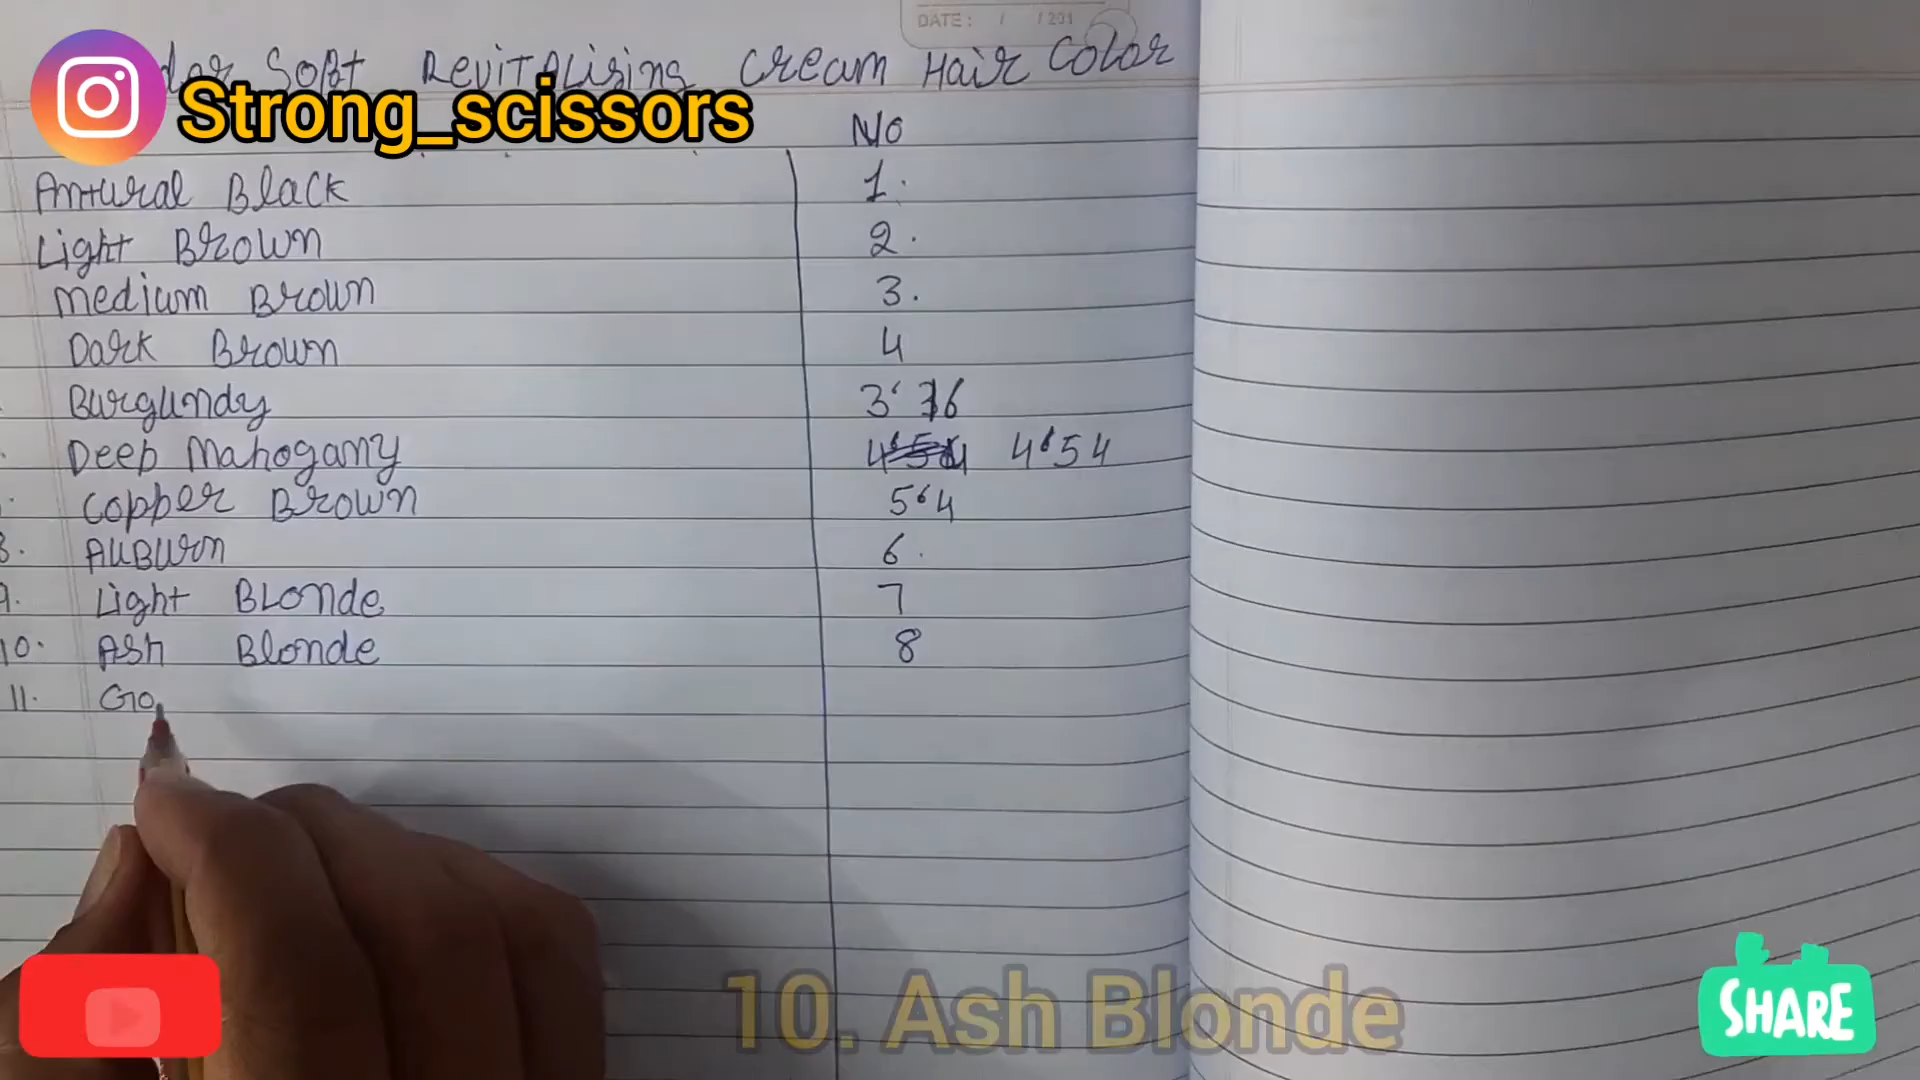 DATE: / /201
Soft Revitalising Cream Hair Color
Strong_scissors
No
Antural Black 1.
Light Brown 2.
Medium Brown 3.
Dark Brown 4
Burgundy 3.16
Deep Mahogany 4.54
Copper Brown 5.4
8. AuBurn 6.
9. Light BLonde 7
10. Ash Blonde 8
11. Go
10. Ash Blonde
SHARE